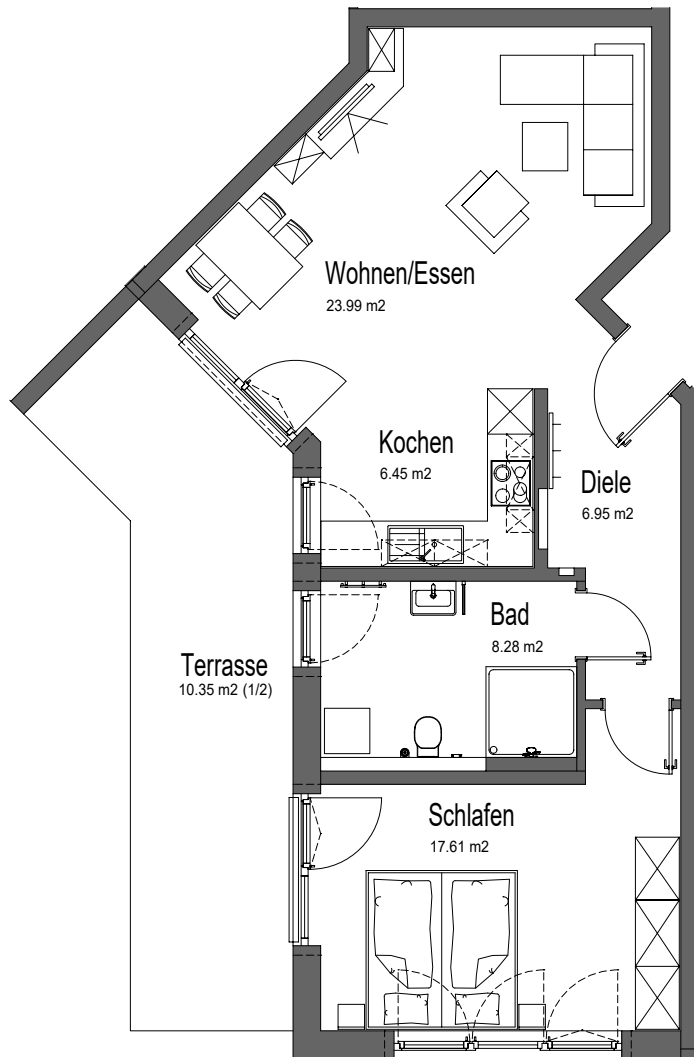 Wohnen/Essen
23.99 m2
Kochen
6.45 m2
Diele
6.95 m2
Bad
8.28 m2
Terrasse
10.35 m2 (1/2)
Schlafen
17.61 m2